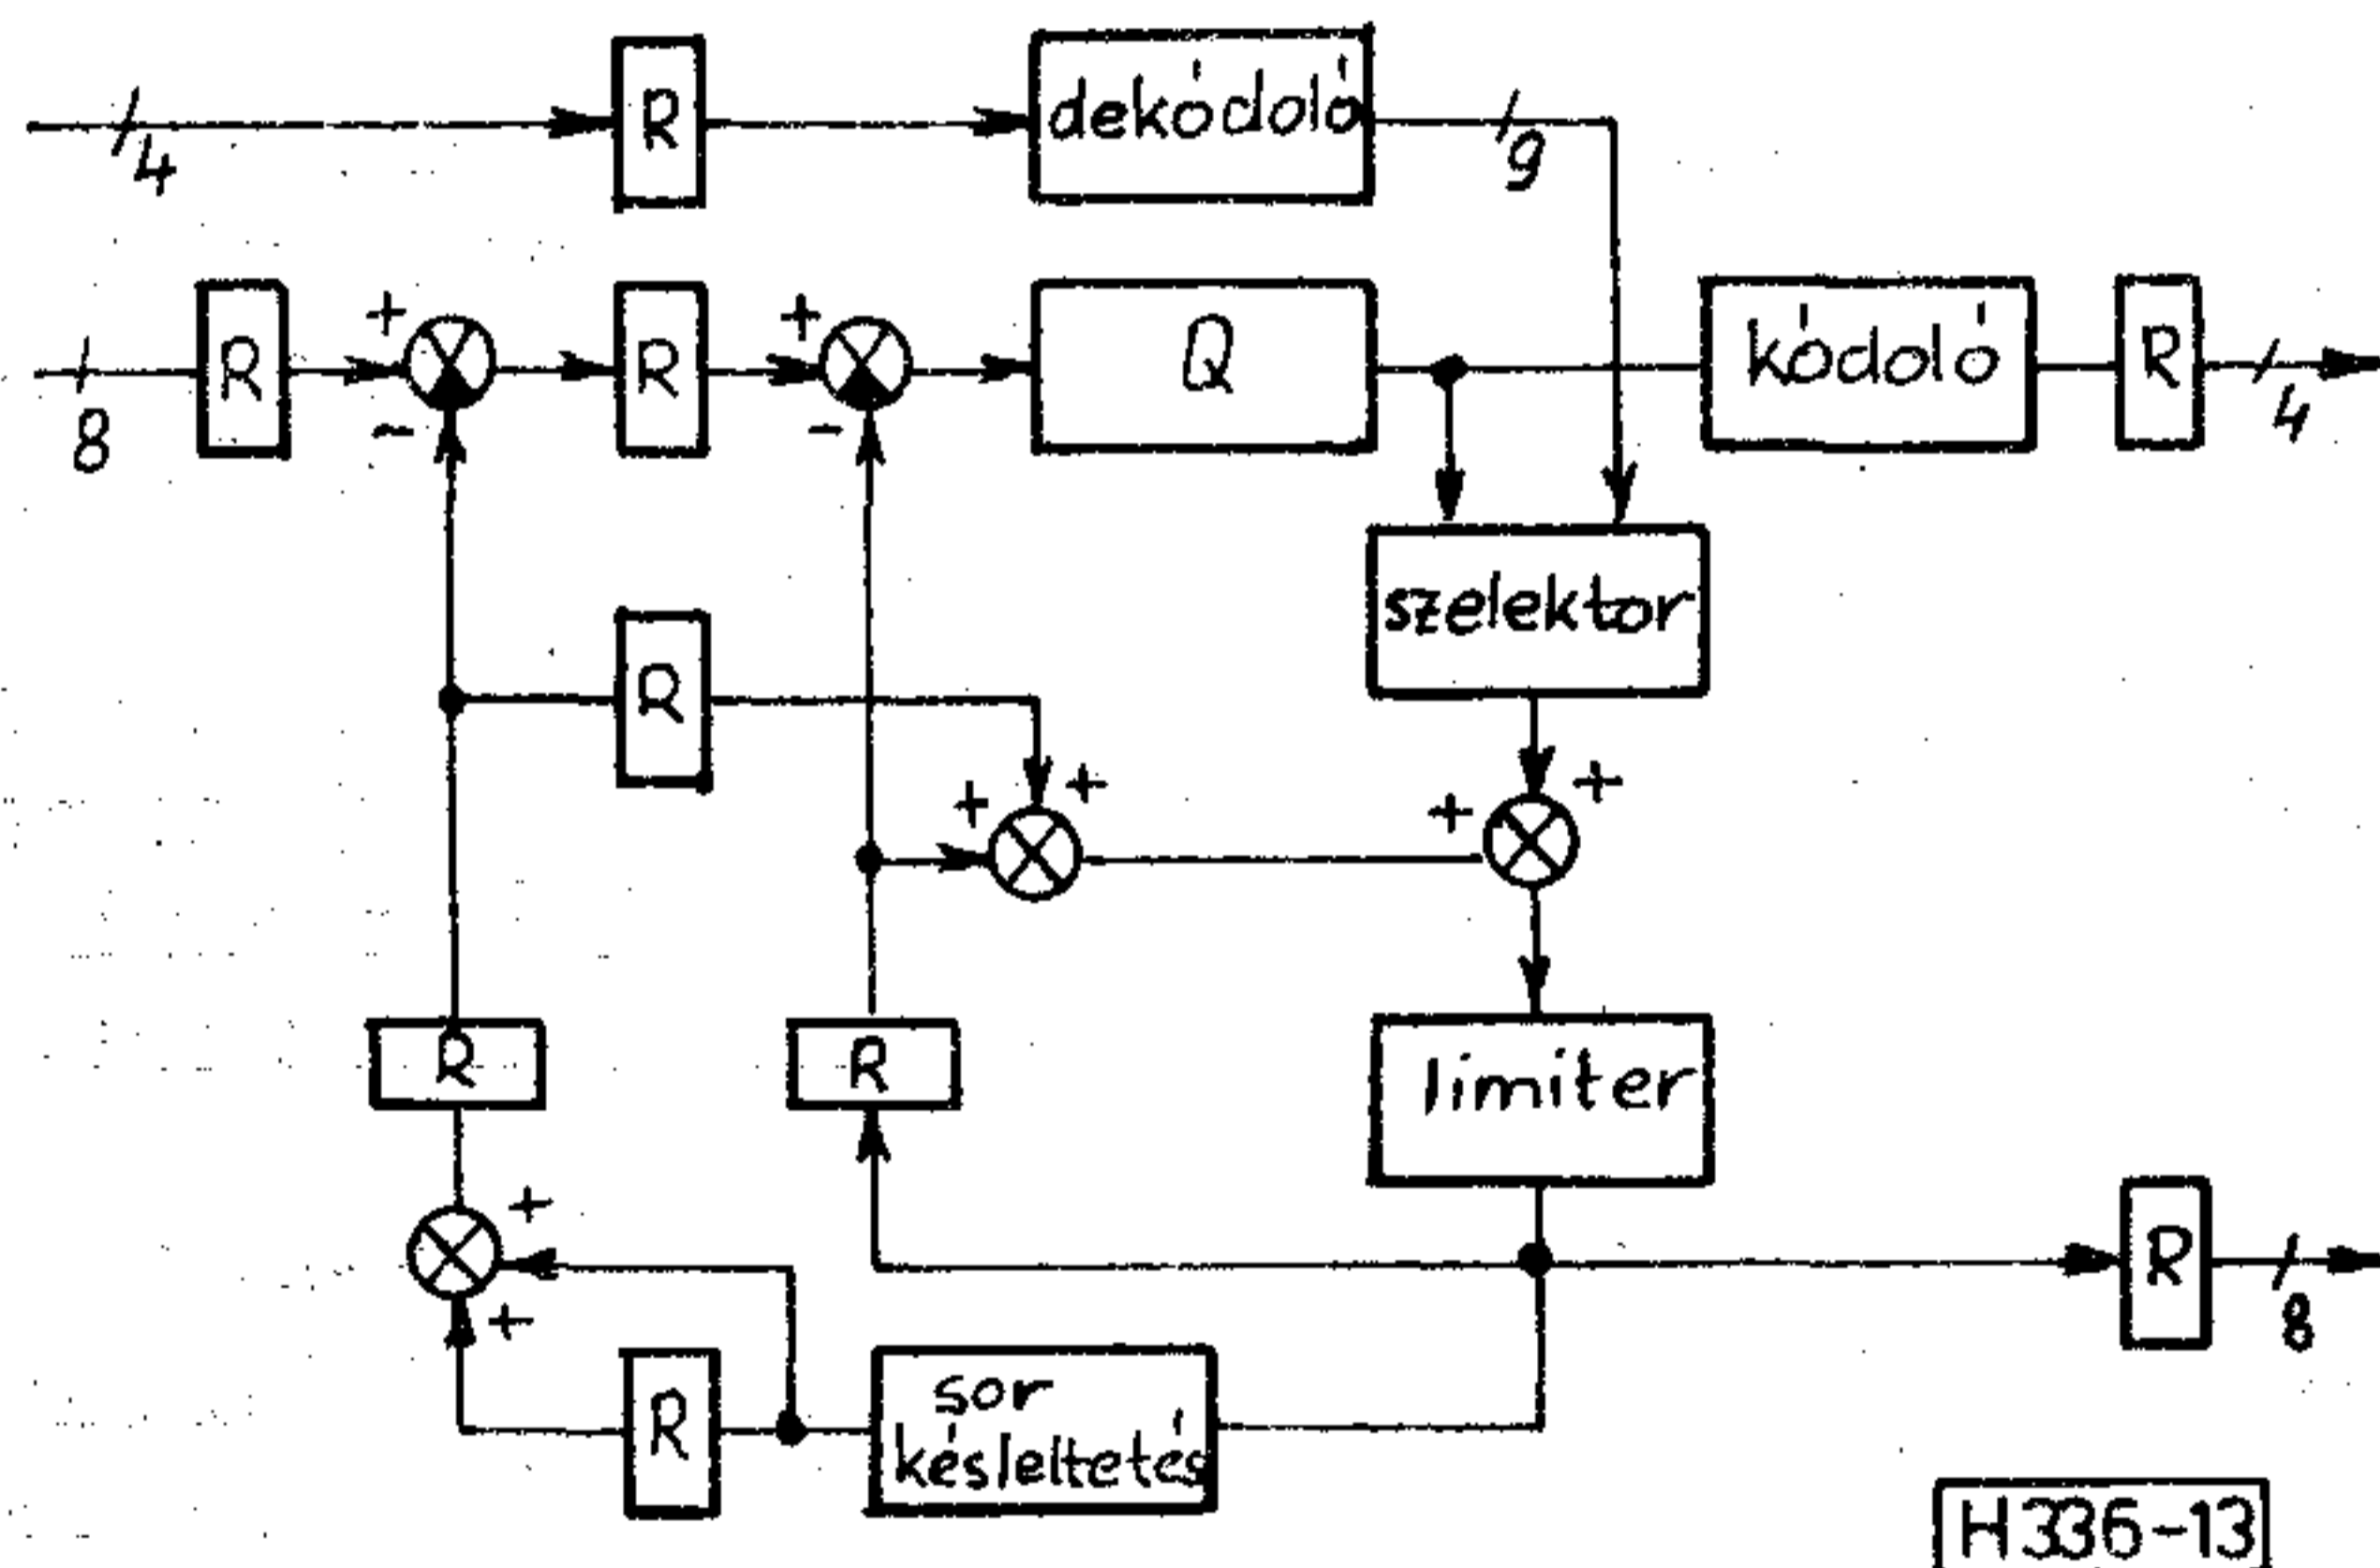 R
dekódoló
4
9
+
+
R
R
Q
kódoló
R
8
-
-
4
szelektor
R
+
+
+
+
R
R
limiter
+
R
+
8
R
sor
késleltetés
H336-13